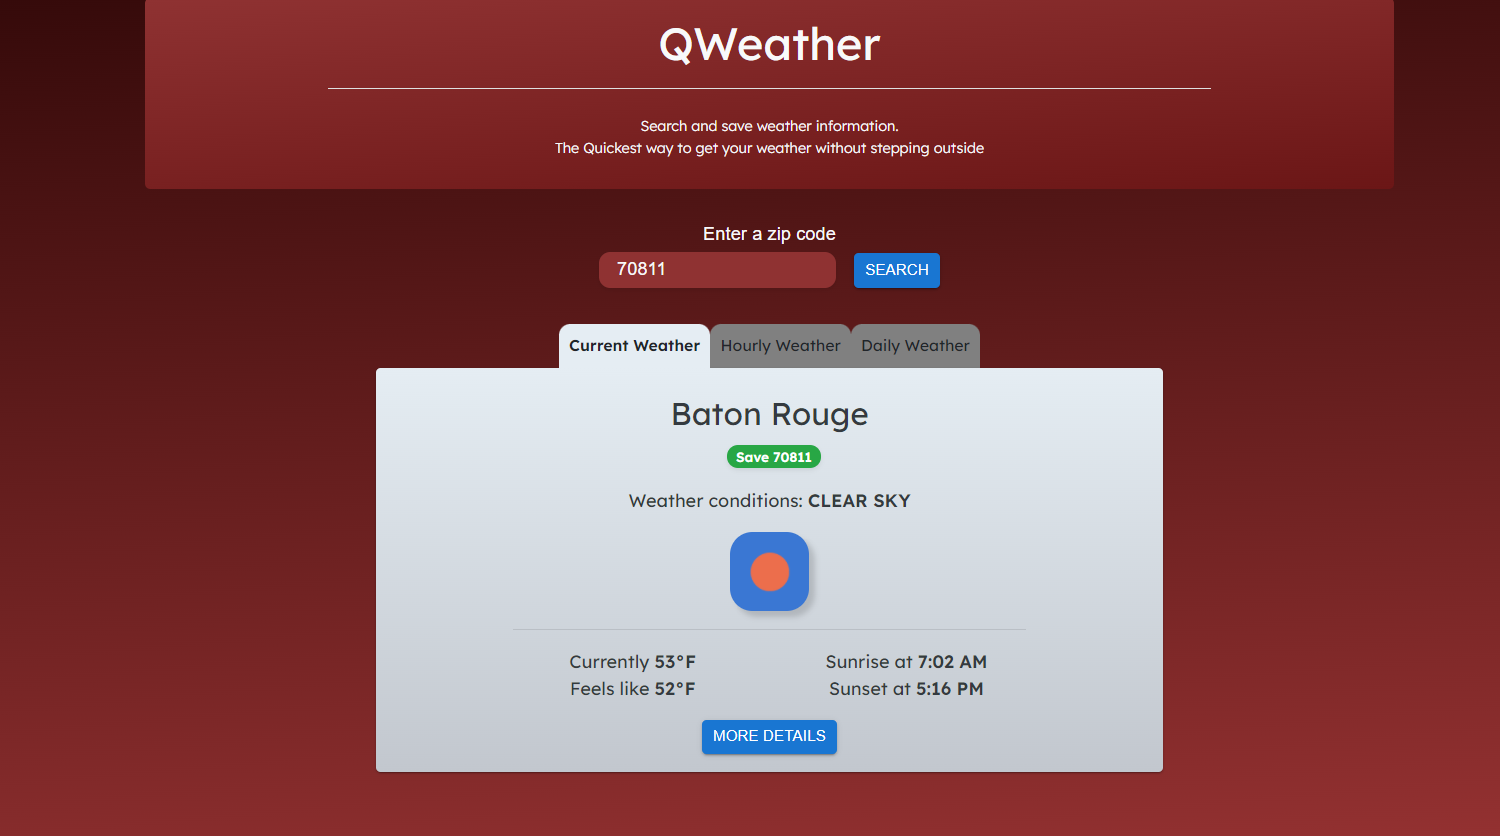 QWeather
Search and save weather information.
The Quickest way to get your weather without stepping outside
Enter a zip code
70811
SEARCH
Current Weather
Hourly Weather
Daily Weather
Baton Rouge
Save 70811
Weather conditions: CLEAR SKY
Currently 53°F
Feels like 52°F
Sunrise at 7:02 AM
Sunset at 5:16 PM
MORE DETAILS